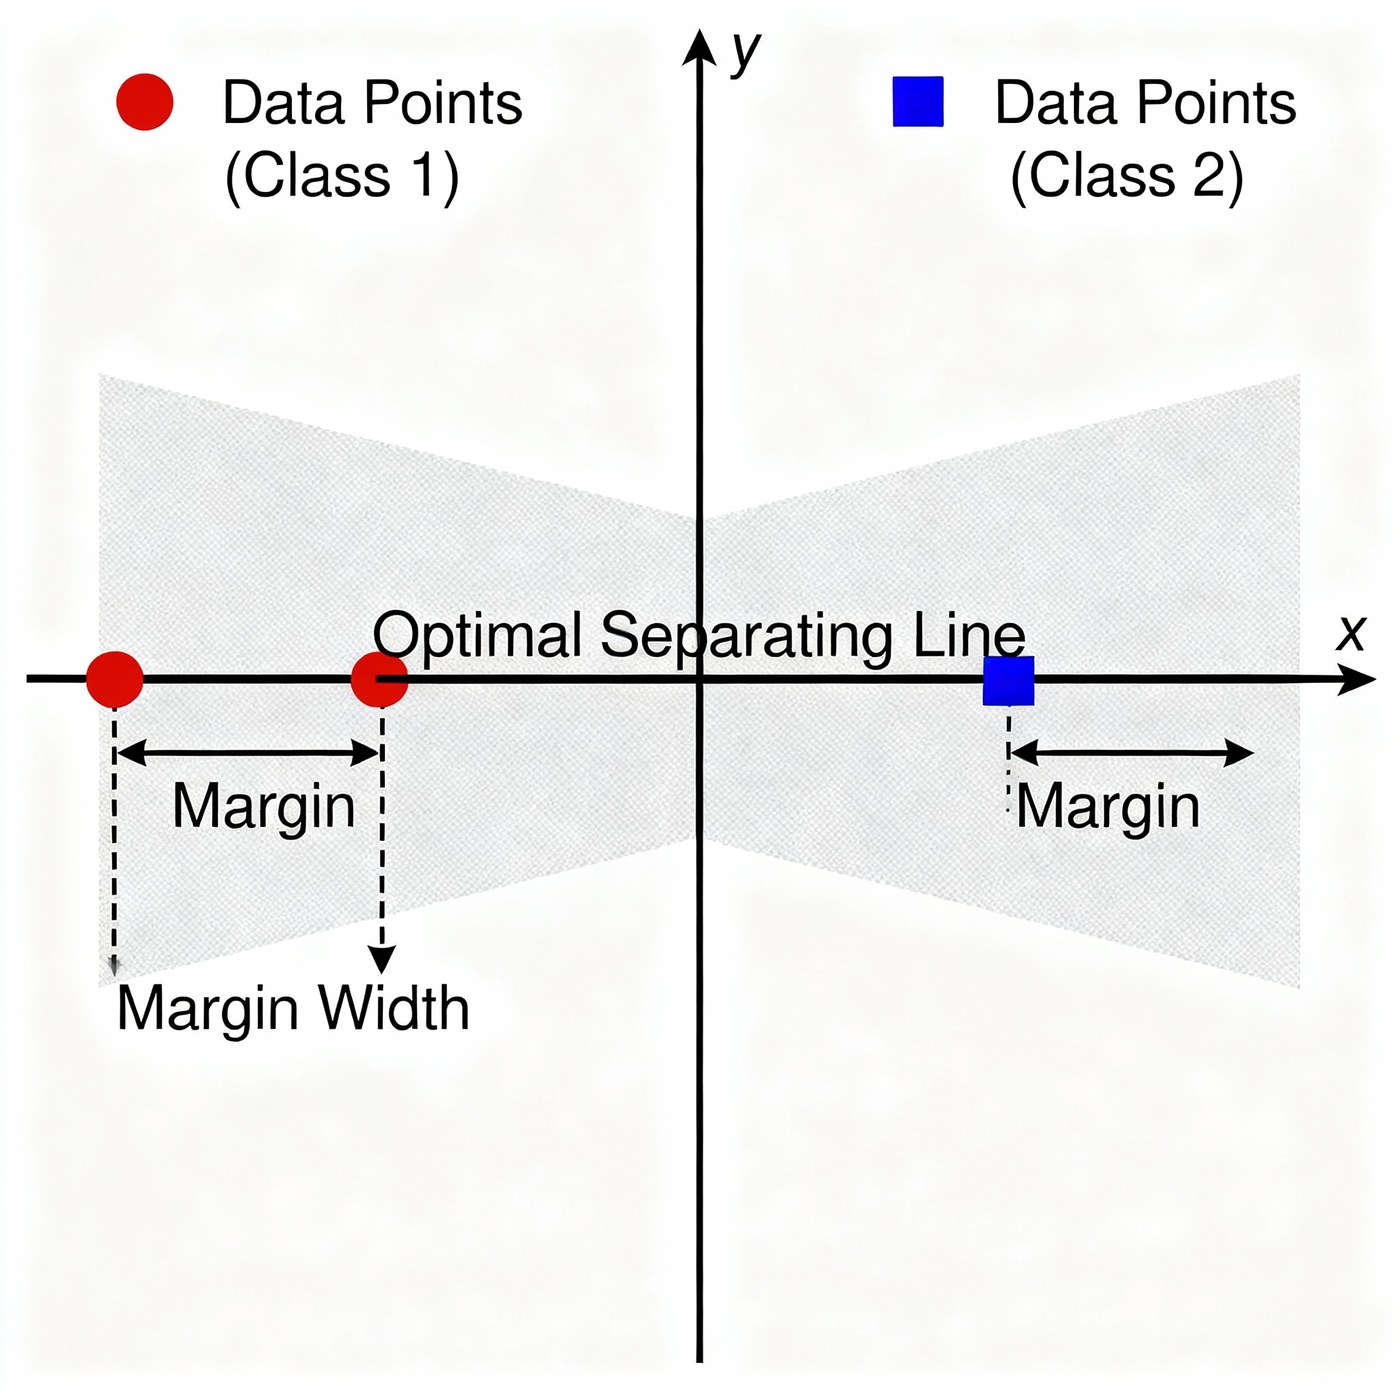 y
Data Points
(Class 1)
Data Points
(Class 2)
Optimal Separating Line
x
Margin
Margin
Margin Width